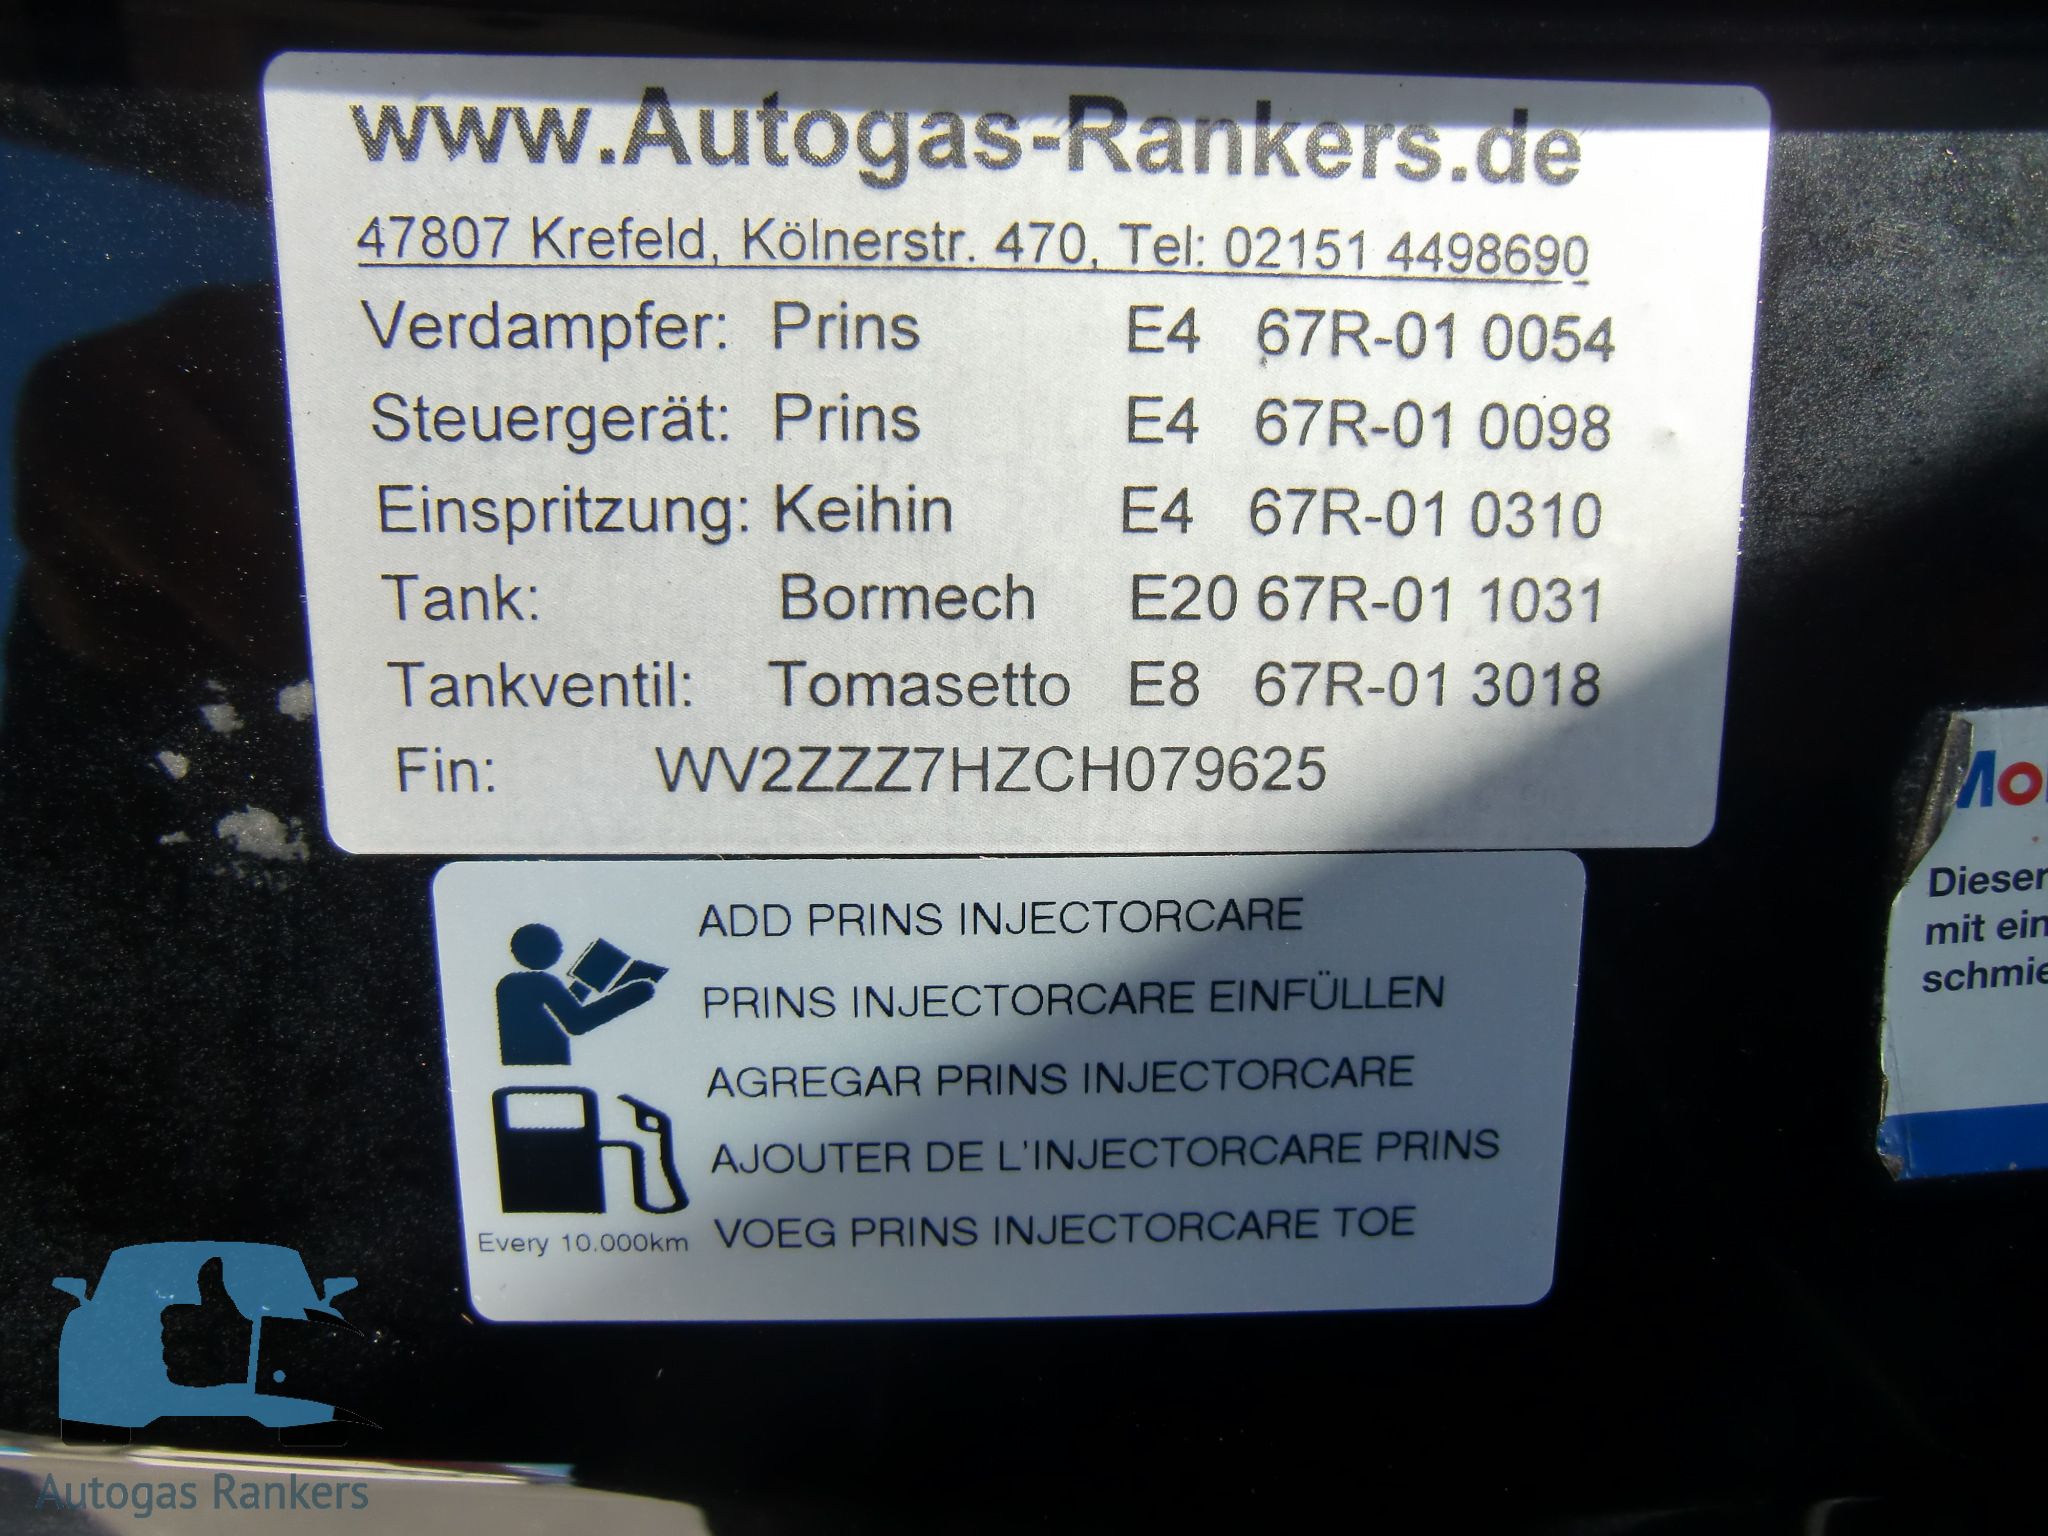 www.Autogas-Rankers.de
47807 Krefeld, Kölnerstr. 470, Tel: 02151 4498690
Verdampfer: Prins E4 67R-01 0054
Steuergerät: Prins E4 67R-01 0098
Einspritzung: Keihin E4 67R-01 0310
Tank: Bormech E20 67R-01 1031
Tankventil: Tomasetto E8 67R-01 3018
Fin: WV2ZZZ7HZCH079625
ADD PRINS INJECTORCARE
PRINS INJECTORCARE EINFÜLLEN
AGREGAR PRINS INJECTORCARE
AJOUTER DE L'INJECTORCARE PRINS
VOEG PRINS INJECTORCARE TOE
Every 10.000km
mit
Autogas Rankers